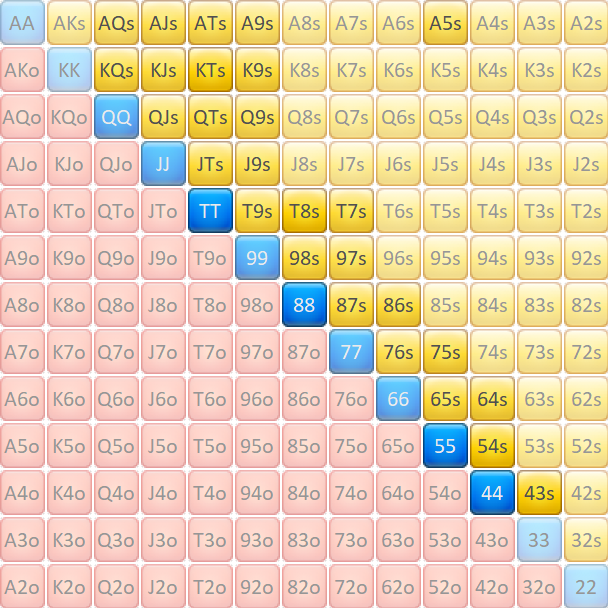 AA AKs AQs AJs ATs A9s A8s A7s A6s A5s A4s A3s A2s
AKo KK KQs KJs KTs K9s K8s K7s K6s K5s K4s K3s K2s
AQo KQo QQ QJs QTs Q9s Q8s Q7s Q6s Q5s Q4s Q3s Q2s
AJo KJo QJo JJ JTs J9s J8s J7s J6s J5s J4s J3s J2s
ATo KTo QTo JTo TT T9s T8s T7s T6s T5s T4s T3s T2s
A9o K9o Q9o J9o T9o 99 98s 97s 96s 95s 94s 93s 92s
A8o K8o Q8o J8o T8o 98o 88 87s 86s 85s 84s 83s 82s
A7o K7o Q7o J7o T7o 97o 87o 77 76s 75s 74s 73s 72s
A6o K6o Q6o J6o T6o 96o 86o 76o 66 65s 64s 63s 62s
A5o K5o Q5o J5o T5o 95o 85o 75o 65o 55 54s 53s 52s
A4o K4o Q4o J4o T4o 94o 84o 74o 64o 54o 44 43s 42s
A3o K3o Q3o J3o T3o 93o 83o 73o 63o 53o 43o 33 32s
A2o K2o Q2o J2o T2o 92o 82o 72o 62o 52o 42o 32o 22